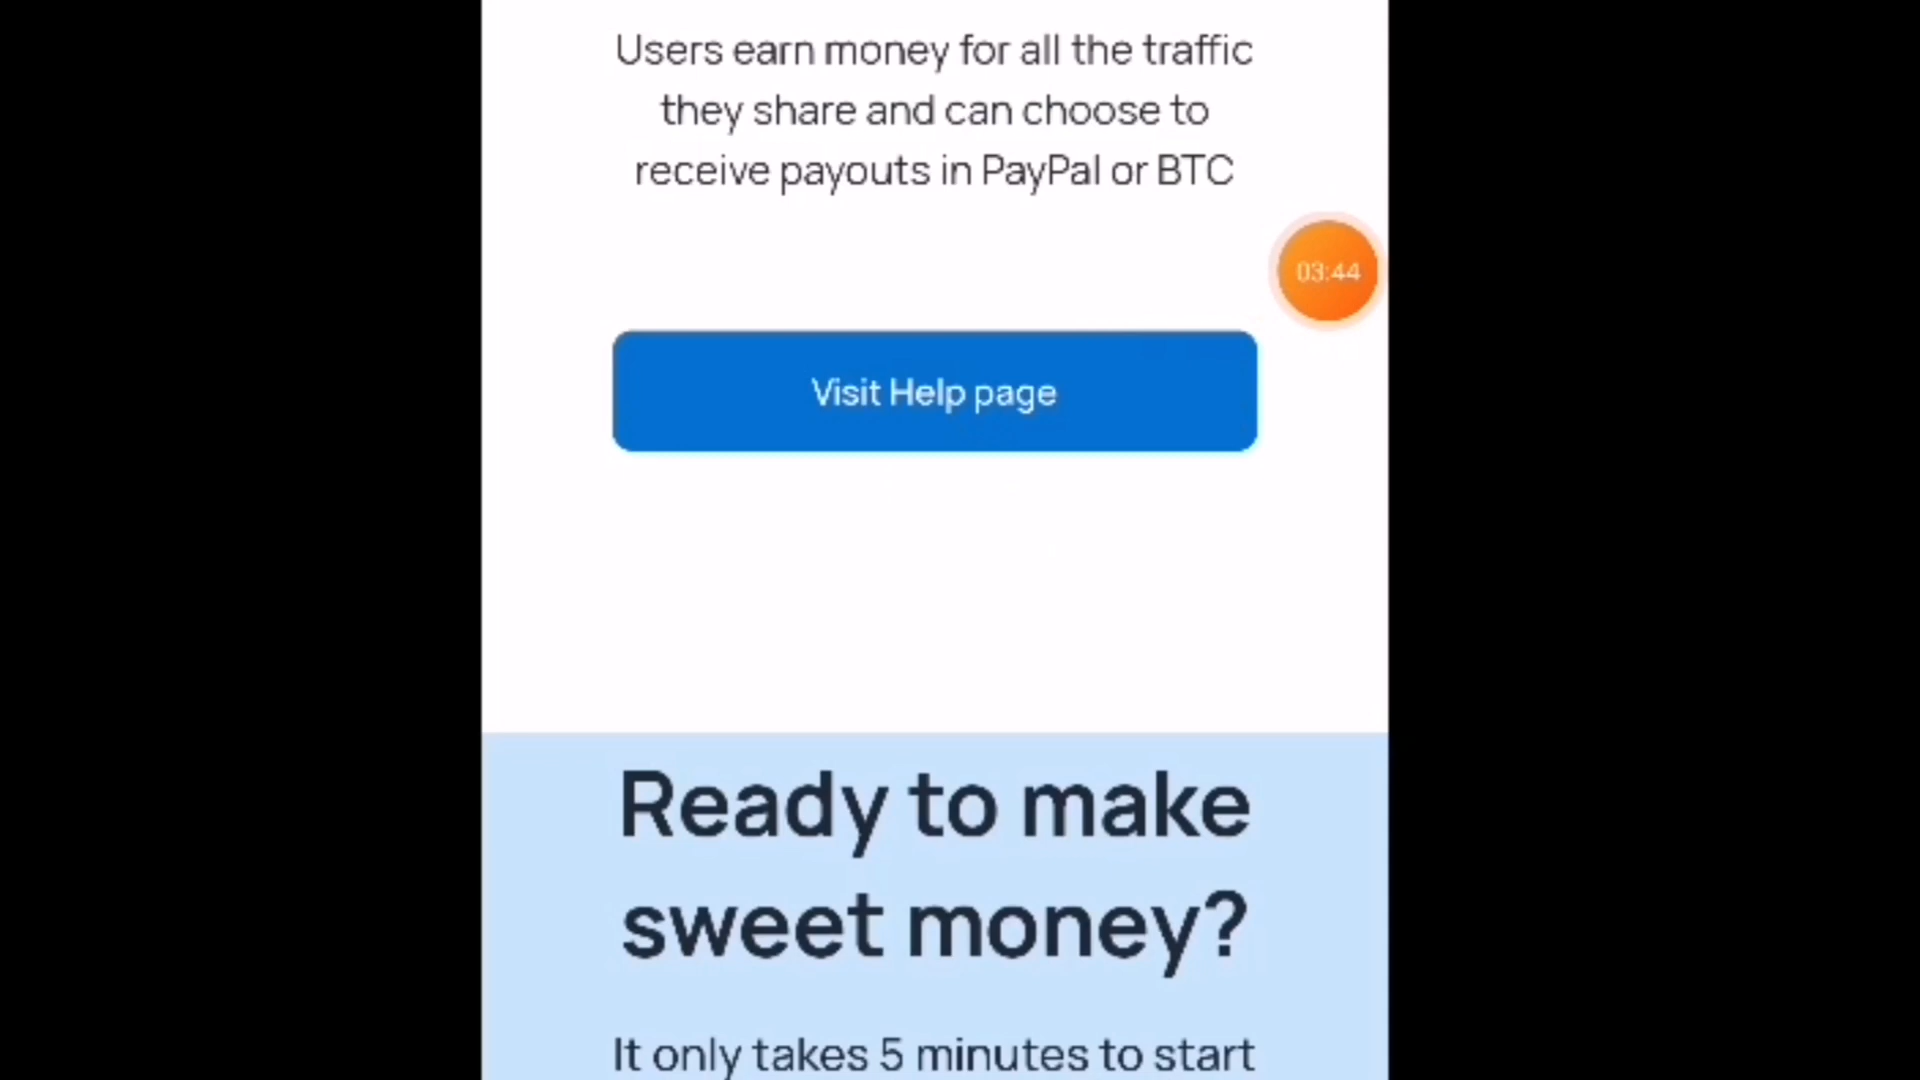 Users earn money for all the traffic
they share and can choose to
receive payouts in PayPal or BTC
03:44
Visit Help page
Ready to make
sweet money?
It only takes 5 minutes to start